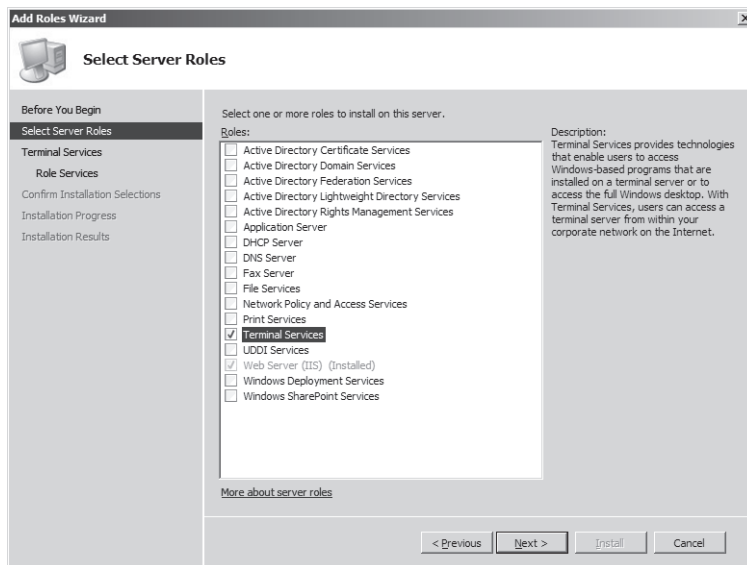 Add Roles Wizard
Select Server Roles
Before You Begin
Select Server Roles
Terminal Services
Role Services
Confirm Installation Selections
Installation Progress
Installation Results
Select one or more roles to install on this server.
Roles:
Active Directory Certificate Services
Active Directory Domain Services
Active Directory Federation Services
Active Directory Lightweight Directory Services
Active Directory Rights Management Services
Application Server
DHCP Server
DNS Server
Fax Server
File Services
Network Policy and Access Services
Print Services
Terminal Services
UDDI Services
Web Server (IIS) (Installed)
Windows Deployment Services
Windows SharePoint Services
More about server roles
Description:
Terminal Services provides technologies
that enable users to access
Windows-based programs that are
installed on a terminal server or to
access the full Windows desktop. With
Terminal Services, users can access a
terminal server from within your
corporate network on the Internet.
< Previous
Next >
Install
Cancel